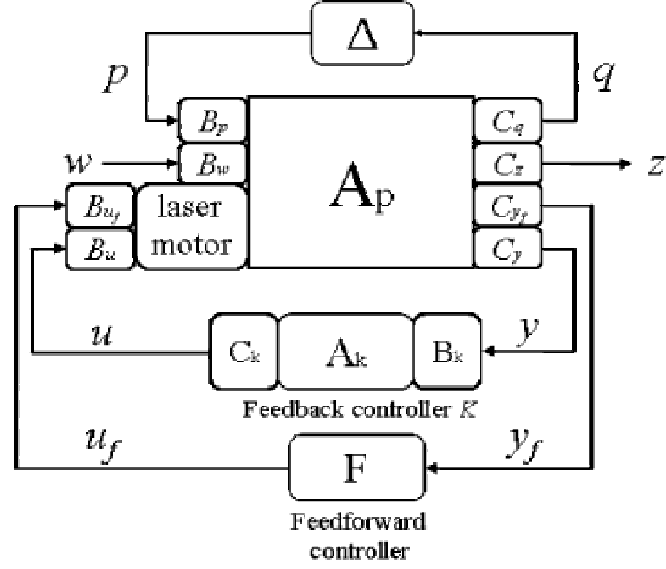 Δ
p q
B_p C_q
w B_w A_p C_z z
B_{u_f} laser C_{y_f}
B_u motor C_y
u C_k A_k B_k y
Feedback controller K
u_f F y_f
Feedforward
controller